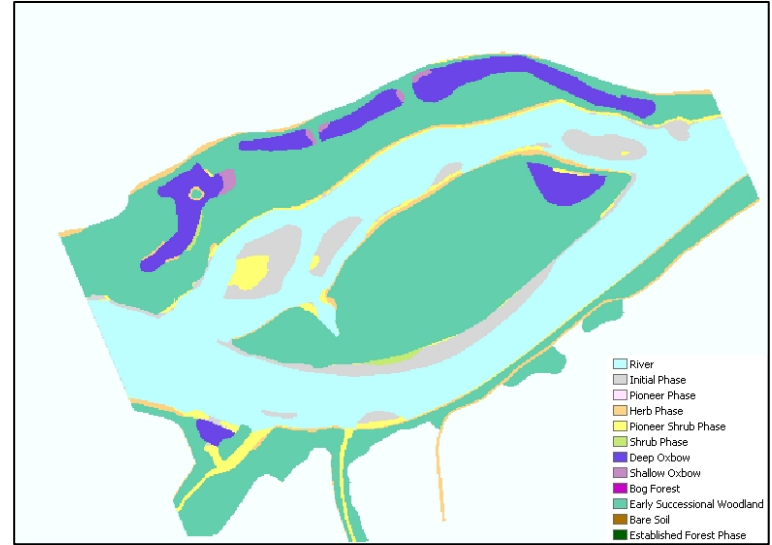 River
Initial Phase
Pioneer Phase
Herb Phase
Pioneer Shrub Phase
Shrub Phase
Deep Oxbow
Shallow Oxbow
Bog Forest
Early Successional Woodland
Bare Soil
Established Forest Phase